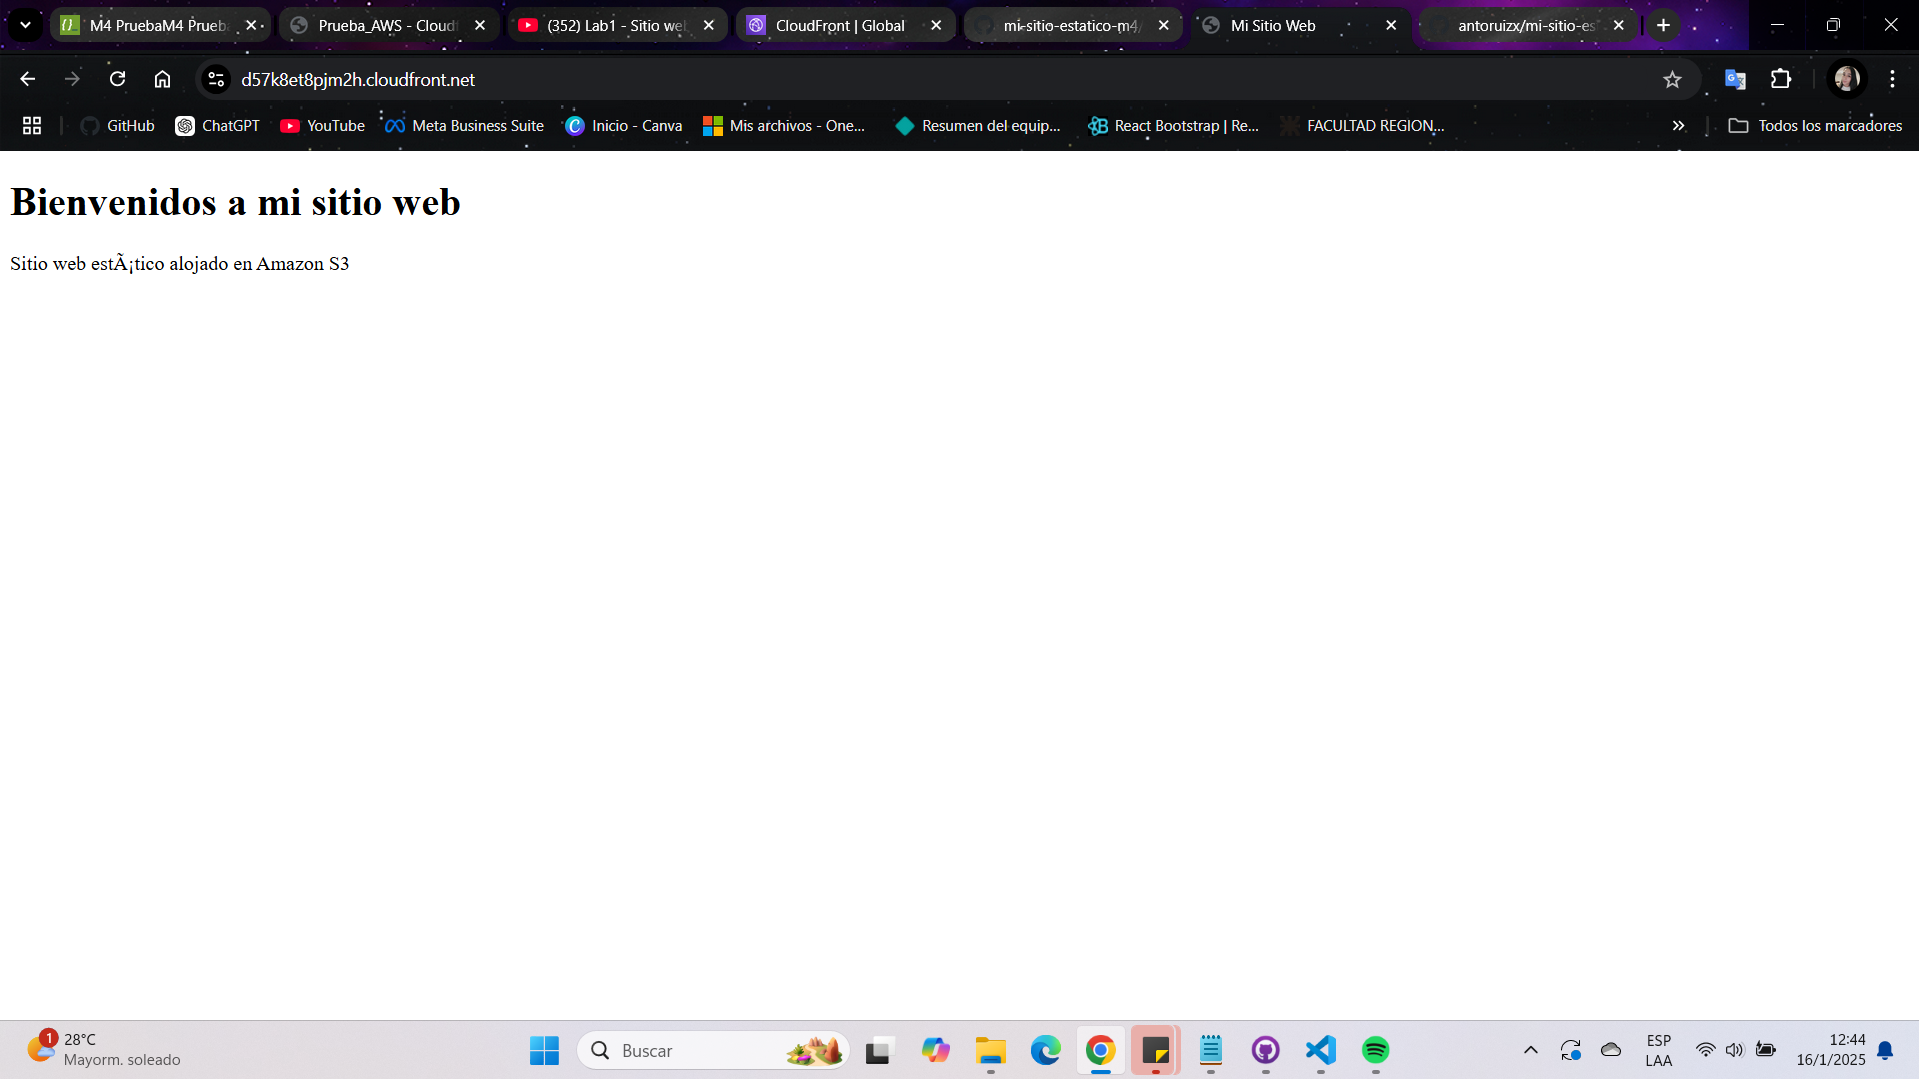 M4 PruebaM4 Prueba
Prueba_AWS - Cloudf
(352) Lab1 - Sitio we
CloudFront | Global
mi-sitio-estatico-m4/
Mi Sitio Web
antoruizx/mi-sitio-es
d57k8et8pjm2h.cloudfront.net
GitHub
ChatGPT
YouTube
Meta Business Suite
Inicio - Canva
Mis archivos - One...
Resumen del equip...
React Bootstrap | Re...
FACULTAD REGION...
Todos los marcadores
Bienvenidos a mi sitio web
Sitio web estÃ¡tico alojado en Amazon S3
1
28°C
Mayorm. soleado
Buscar
ESP
LAA
12:44
16/1/2025